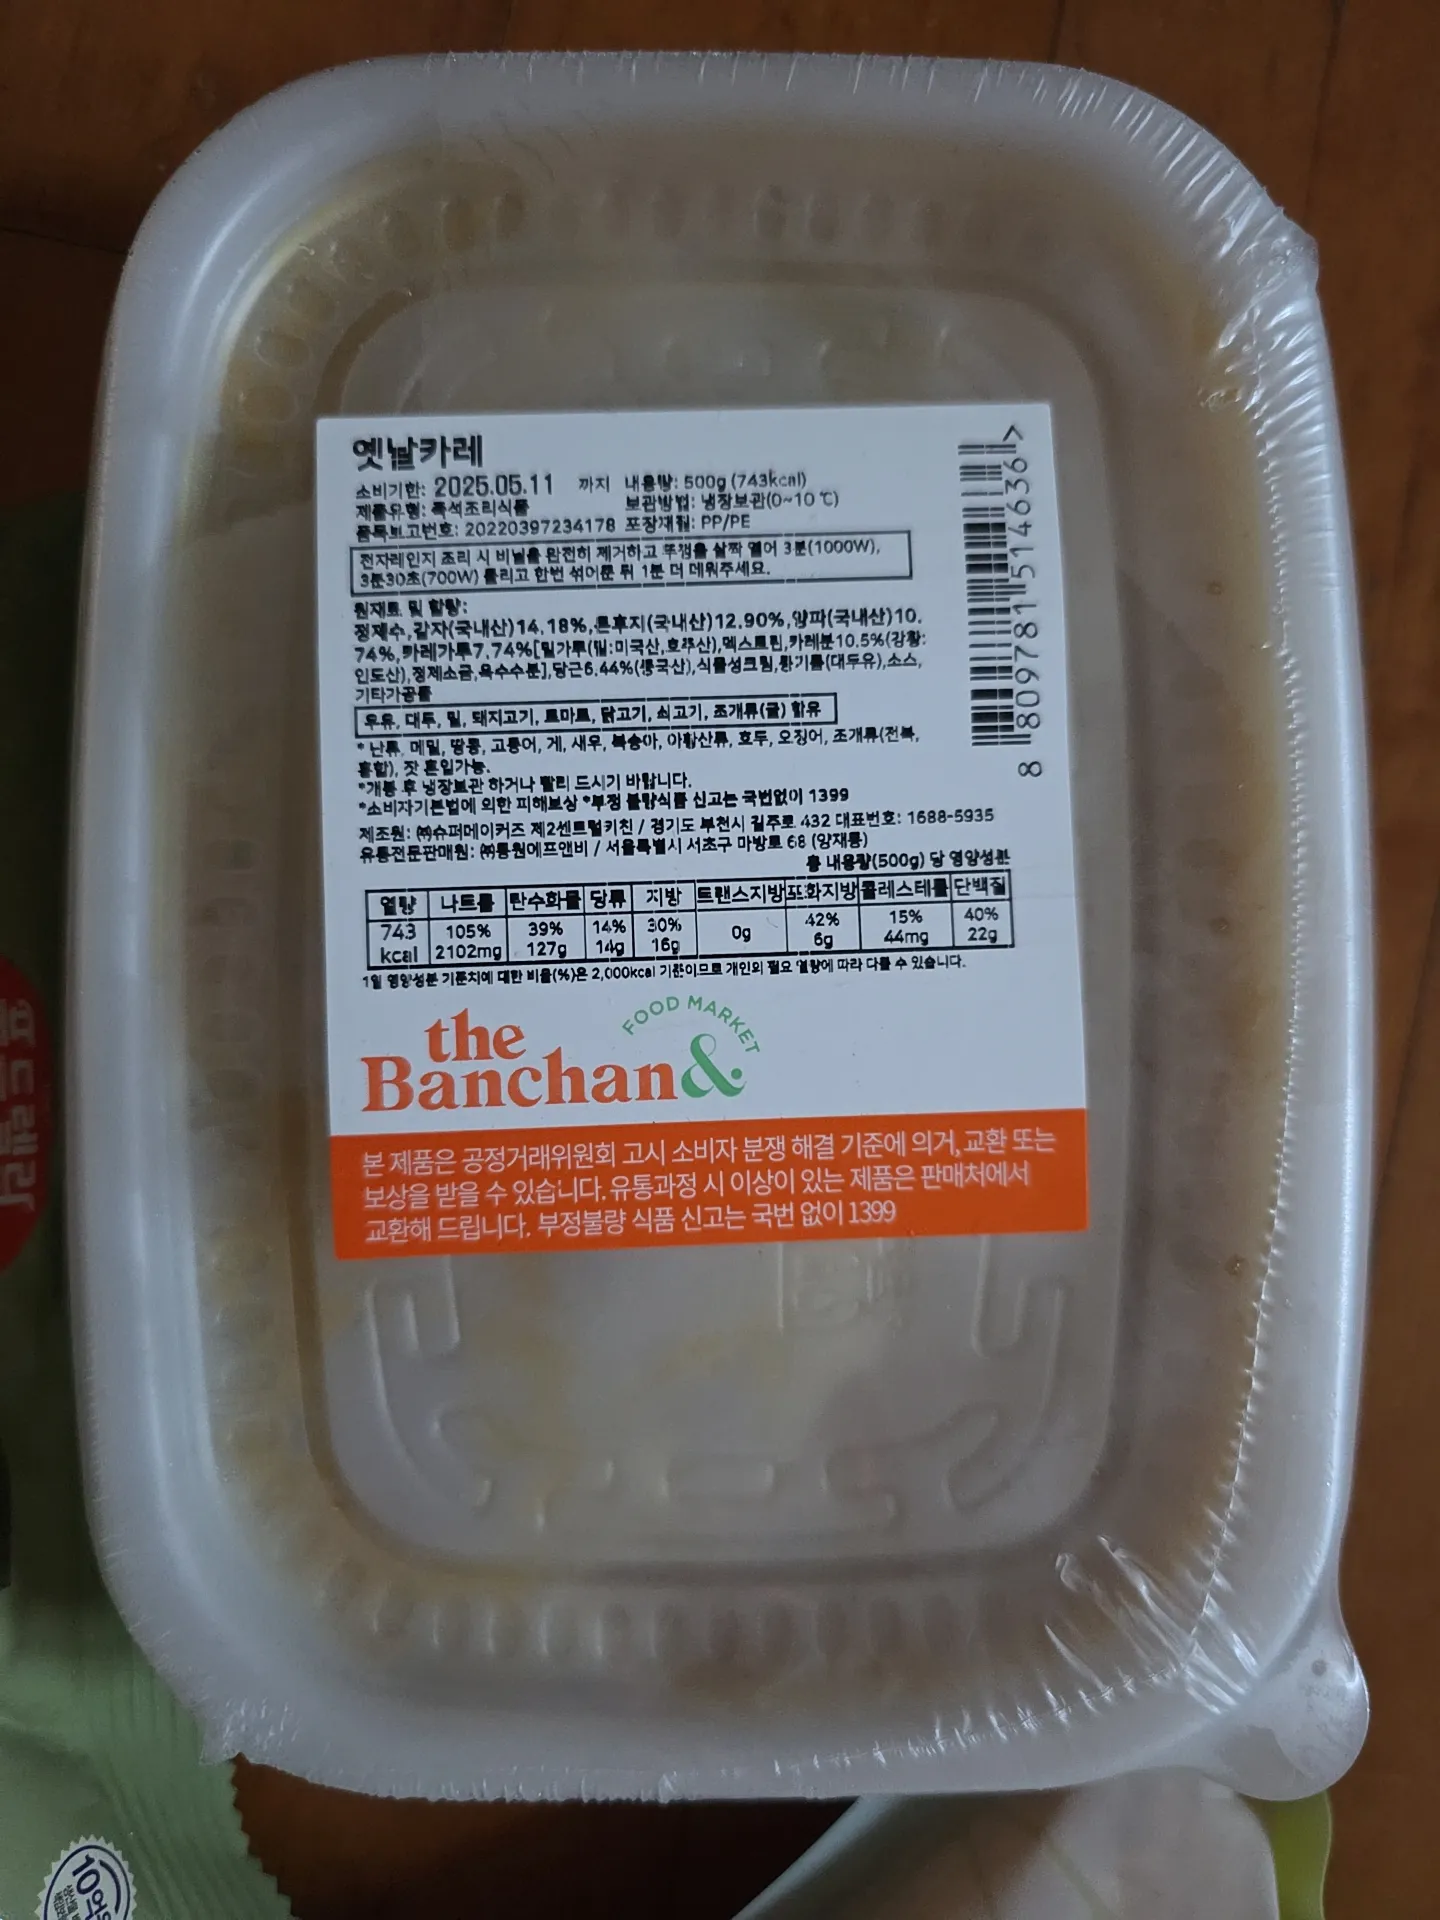 옛날카레
소비기한: 2025.05.11 까지 내용량: 500g (743kcal)
제품유형: 즉석조리식품 보관방법: 냉장보관(0~10℃)
품목보고번호: 20220397234178 포장재질: PP/PE
전자레인지 조리 시 비닐을 완전히 제거하고 뚜껑을 살짝 열어 3분(1000W),
3분30초(700W) 돌리고 한번 섞어준 뒤 1분 더 데워주세요.
원재료 및 함량:
정제수,감자(국내산)14.18%,돈후지(국내산)12.90%,양파(국내산)10.
74%,카레가루7.74%[밀가루(밀:미국산,호주산),덱스트린,카레분10.5%(강황:
인도산),정제소금,옥수수분],당근6.44%(중국산),식물성크림,콩기름(대두유),소스,
기타가공품
우유, 대두, 밀, 돼지고기, 토마토, 닭고기, 쇠고기, 조개류(굴) 함유
* 난류, 메밀, 땅콩, 고등어, 게, 새우, 복숭아, 아황산류, 호두, 오징어, 조개류(전복,
홍합), 잣 혼입가능.
*개봉 후 냉장보관 하거나 빨리 드시기 바랍니다.
*소비자기본법에 의한 피해보상 *부정 불량식품 신고는 국번없이 1399
제조원: ㈜슈퍼메이커즈 제2센트럴키친 / 경기도 부천시 길주로 432 대표번호: 1688-5935
유통전문판매원: ㈜동원에프앤비 / 서울특별시 서초구 마방로 68 (양재동)
총 내용량(500g) 당 영양성분
열량 나트륨 탄수화물 당류 지방 트랜스지방 포화지방 콜레스테롤 단백질
743 105% 39% 14% 30% 0g 42% 15% 40%
kcal 2102mg 127g 14g 16g 6g 44mg 22g
1일 영양성분 기준치에 대한 비율(%)은 2,000kcal 기준이므로 개인의 필요 열량에 따라 다를 수 있습니다.
8 809781 514636 >
FOOD MARKET
the
Banchan&
본 제품은 공정거래위원회 고시 소비자 분쟁 해결 기준에 의거, 교환 또는
보상을 받을 수 있습니다. 유통과정 시 이상이 있는 제품은 판매처에서
교환해 드립니다. 부정불량 식품 신고는 국번 없이 1399